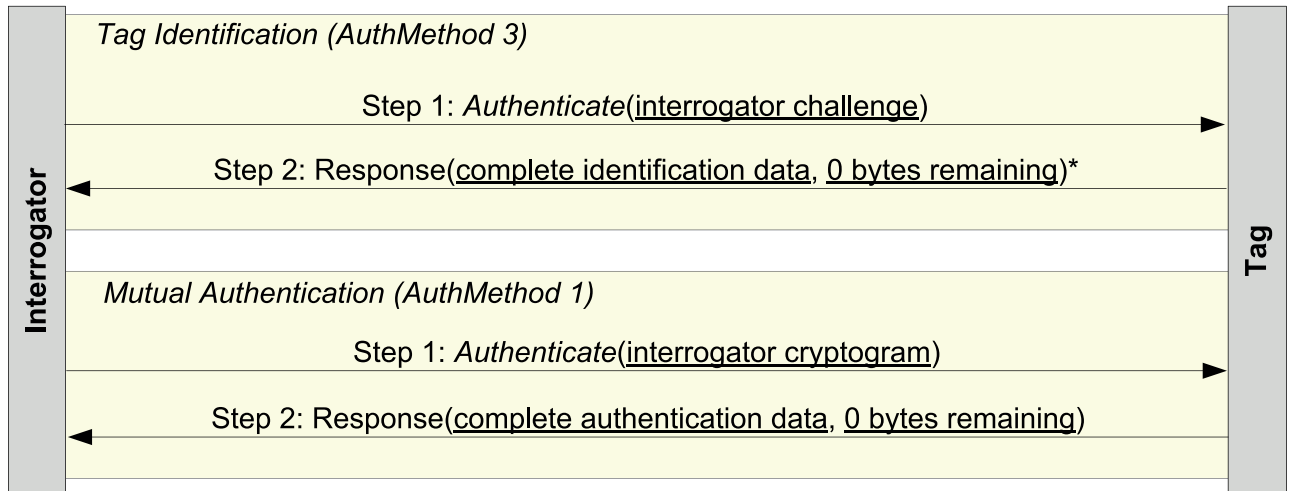 Interrogator
Tag Identification (AuthMethod 3)
Step 1: Authenticate(interrogator challenge)
Step 2: Response(complete identification data, 0 bytes remaining)*
Mutual Authentication (AuthMethod 1)
Step 1: Authenticate(interrogator cryptogram)
Step 2: Response(complete authentication data, 0 bytes remaining)
Tag